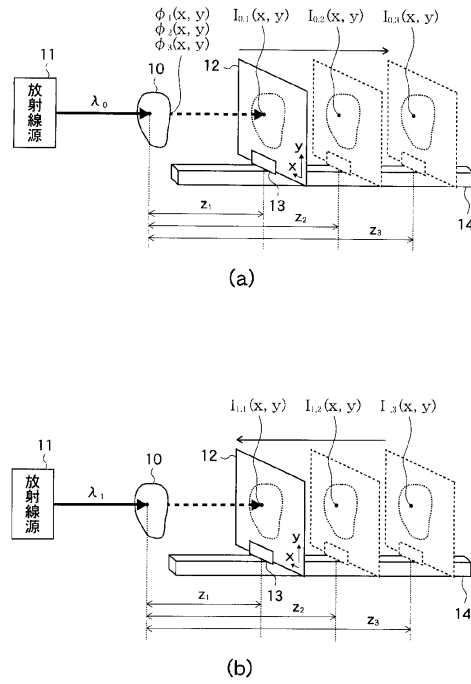 φ₁(x, y)
φ₂(x, y)
φ₃(x, y)
I₀.₁(x, y)
I₀.₂(x, y)
I₀.₃(x, y)
11
放射線源
λ₀
10
12
y
x
13
14
z₁
z₂
z₃
(a)
I₁,₁(x, y)
I₁,₂(x, y)
I₁,₃(x, y)
11
放射線源
λ₁
10
12
y
x
13
14
z₁
z₂
z₃
(b)